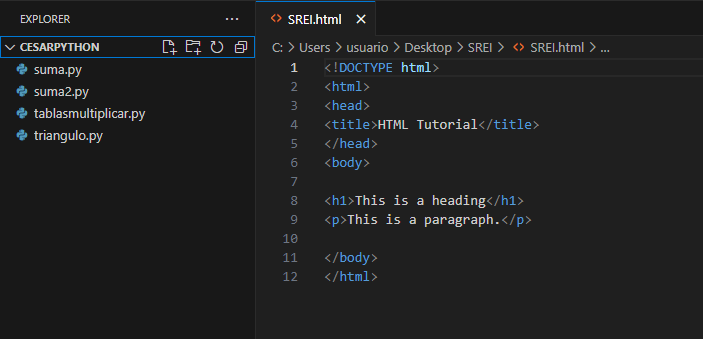 EXPLORER
CESARPYTHON
suma.py
suma2.py
tablasmultiplicar.py
triangulo.py
SREI.html
C: > Users > usuario > Desktop > SREI > SREI.html > ...
1 <!DOCTYPE html>
2 <html>
3 <head>
4 <title>HTML Tutorial</title>
5 </head>
6 <body>
7
8 <h1>This is a heading</h1>
9 <p>This is a paragraph.</p>
10
11 </body>
12 </html>